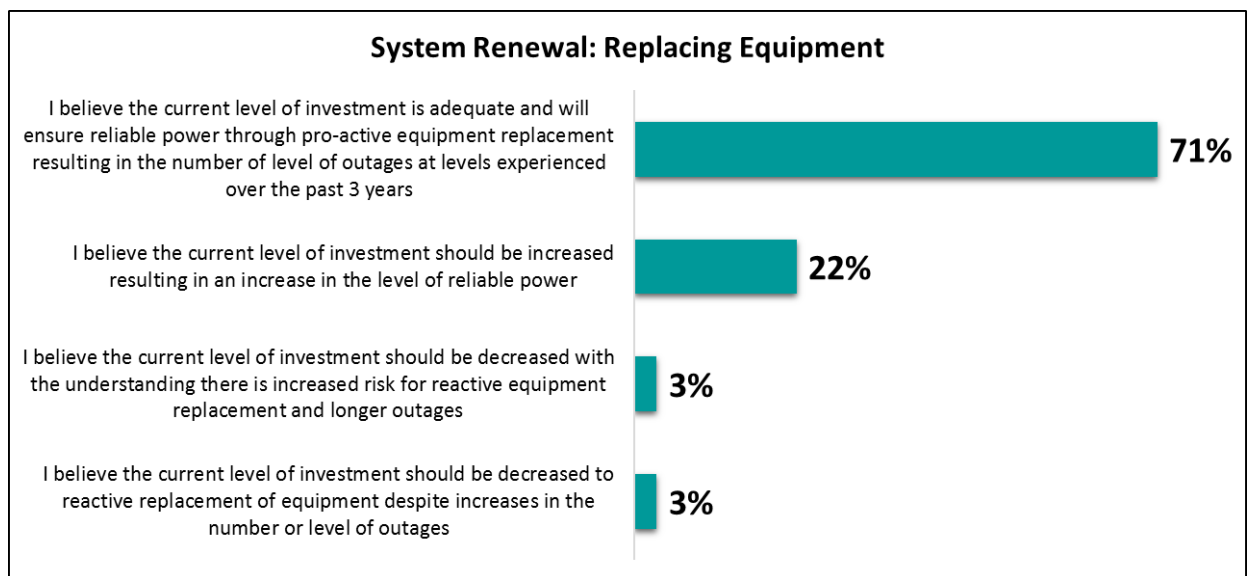 System Renewal: Replacing Equipment
I believe the current level of investment is adequate and will
ensure reliable power through pro-active equipment replacement
resulting in the number of level of outages at levels experienced
over the past 3 years
71%
I believe the current level of investment should be increased
resulting in an increase in the level of reliable power
22%
I believe the current level of investment should be decreased with
the understanding there is increased risk for reactive equipment
replacement and longer outages
3%
I believe the current level of investment should be decreased to
reactive replacement of equipment despite increases in the
number or level of outages
3%